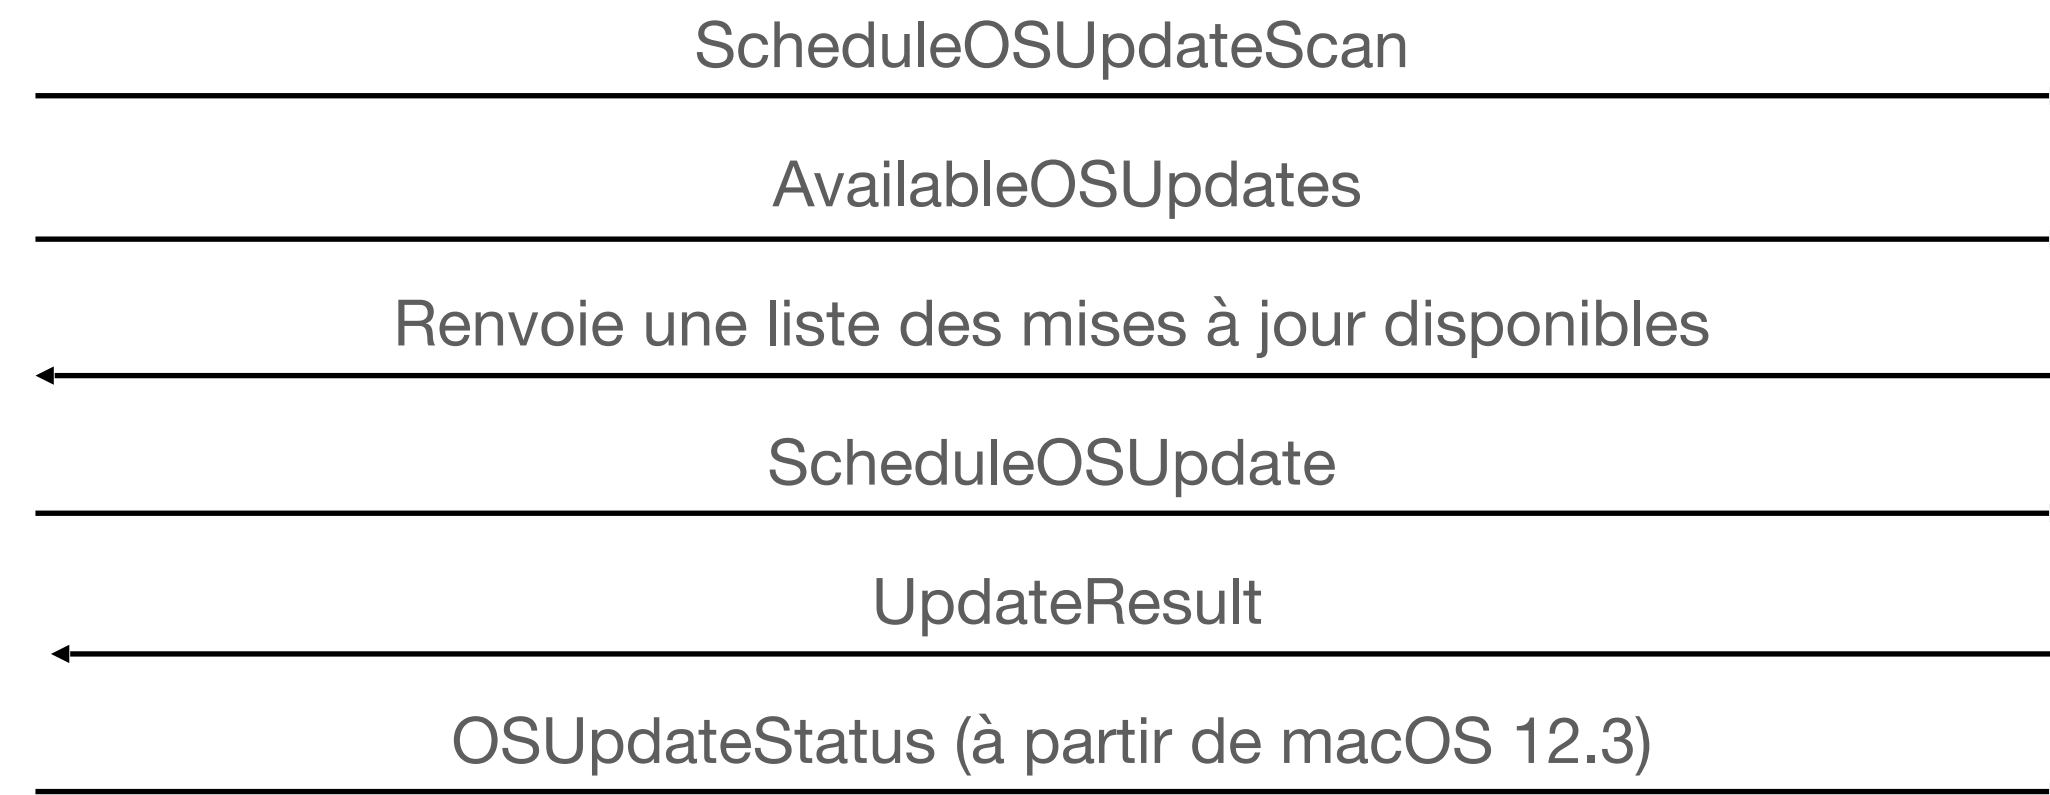 ScheduleOSUpdateScan
AvailableOSUpdates
Renvoie une liste des mises à jour disponibles
ScheduleOSUpdate
UpdateResult
OSUpdateStatus (à partir de macOS 12.3)